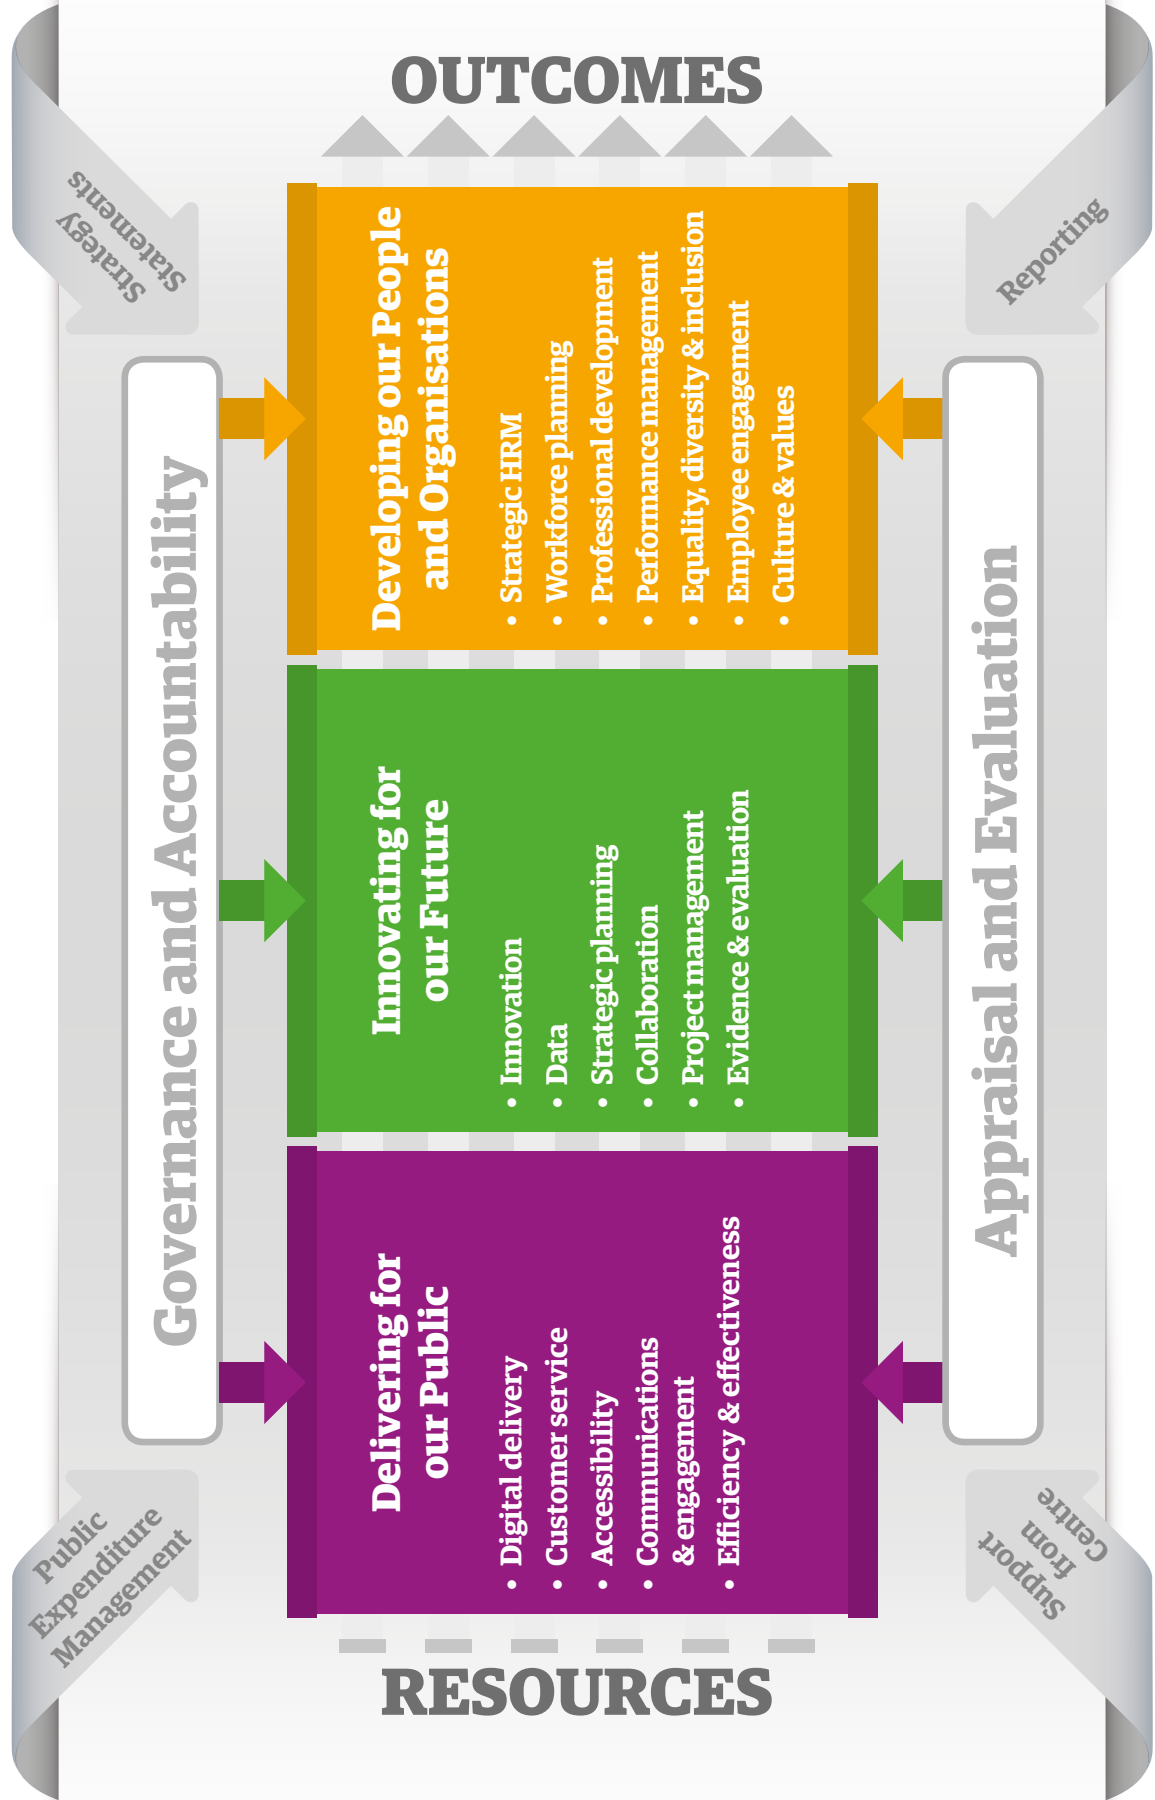 OUTCOMES
Strategy
Statements
Reporting
Governance and Accountability
Appraisal and Evaluation
Developing our People
and Organisations
• Strategic HRM
• Workforce planning
• Professional development
• Performance management
• Equality, diversity & inclusion
• Employee engagement
• Culture & values
Innovating for
our Future
• Innovation
• Data
• Strategic planning
• Collaboration
• Project management
• Evidence & evaluation
Delivering for
our Public
• Digital delivery
• Customer service
• Accessibility
• Communications
& engagement
• Efficiency & effectiveness
Public
Expenditure
Management
Support
from
Centre
RESOURCES